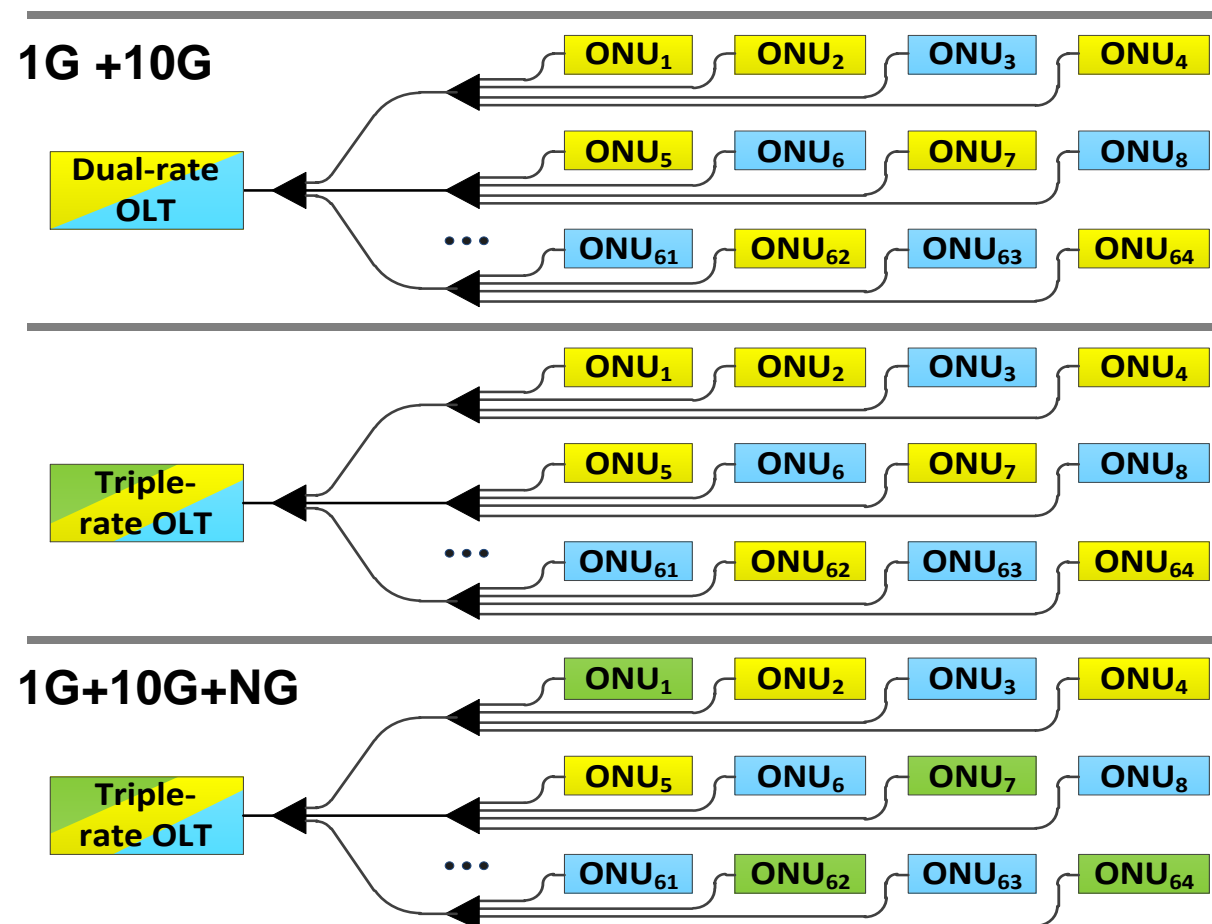 1G +10G
ONU₁ ONU₂ ONU₃ ONU₄
Dual-rate
OLT
ONU₅ ONU₆ ONU₇ ONU₈
...
ONU₆₁ ONU₆₂ ONU₆₃ ONU₆₄
ONU₁ ONU₂ ONU₃ ONU₄
Triple-
rate OLT
ONU₅ ONU₆ ONU₇ ONU₈
...
ONU₆₁ ONU₆₂ ONU₆₃ ONU₆₄
1G+10G+NG
ONU₁ ONU₂ ONU₃ ONU₄
Triple-
rate OLT
ONU₅ ONU₆ ONU₇ ONU₈
...
ONU₆₁ ONU₆₂ ONU₆₃ ONU₆₄